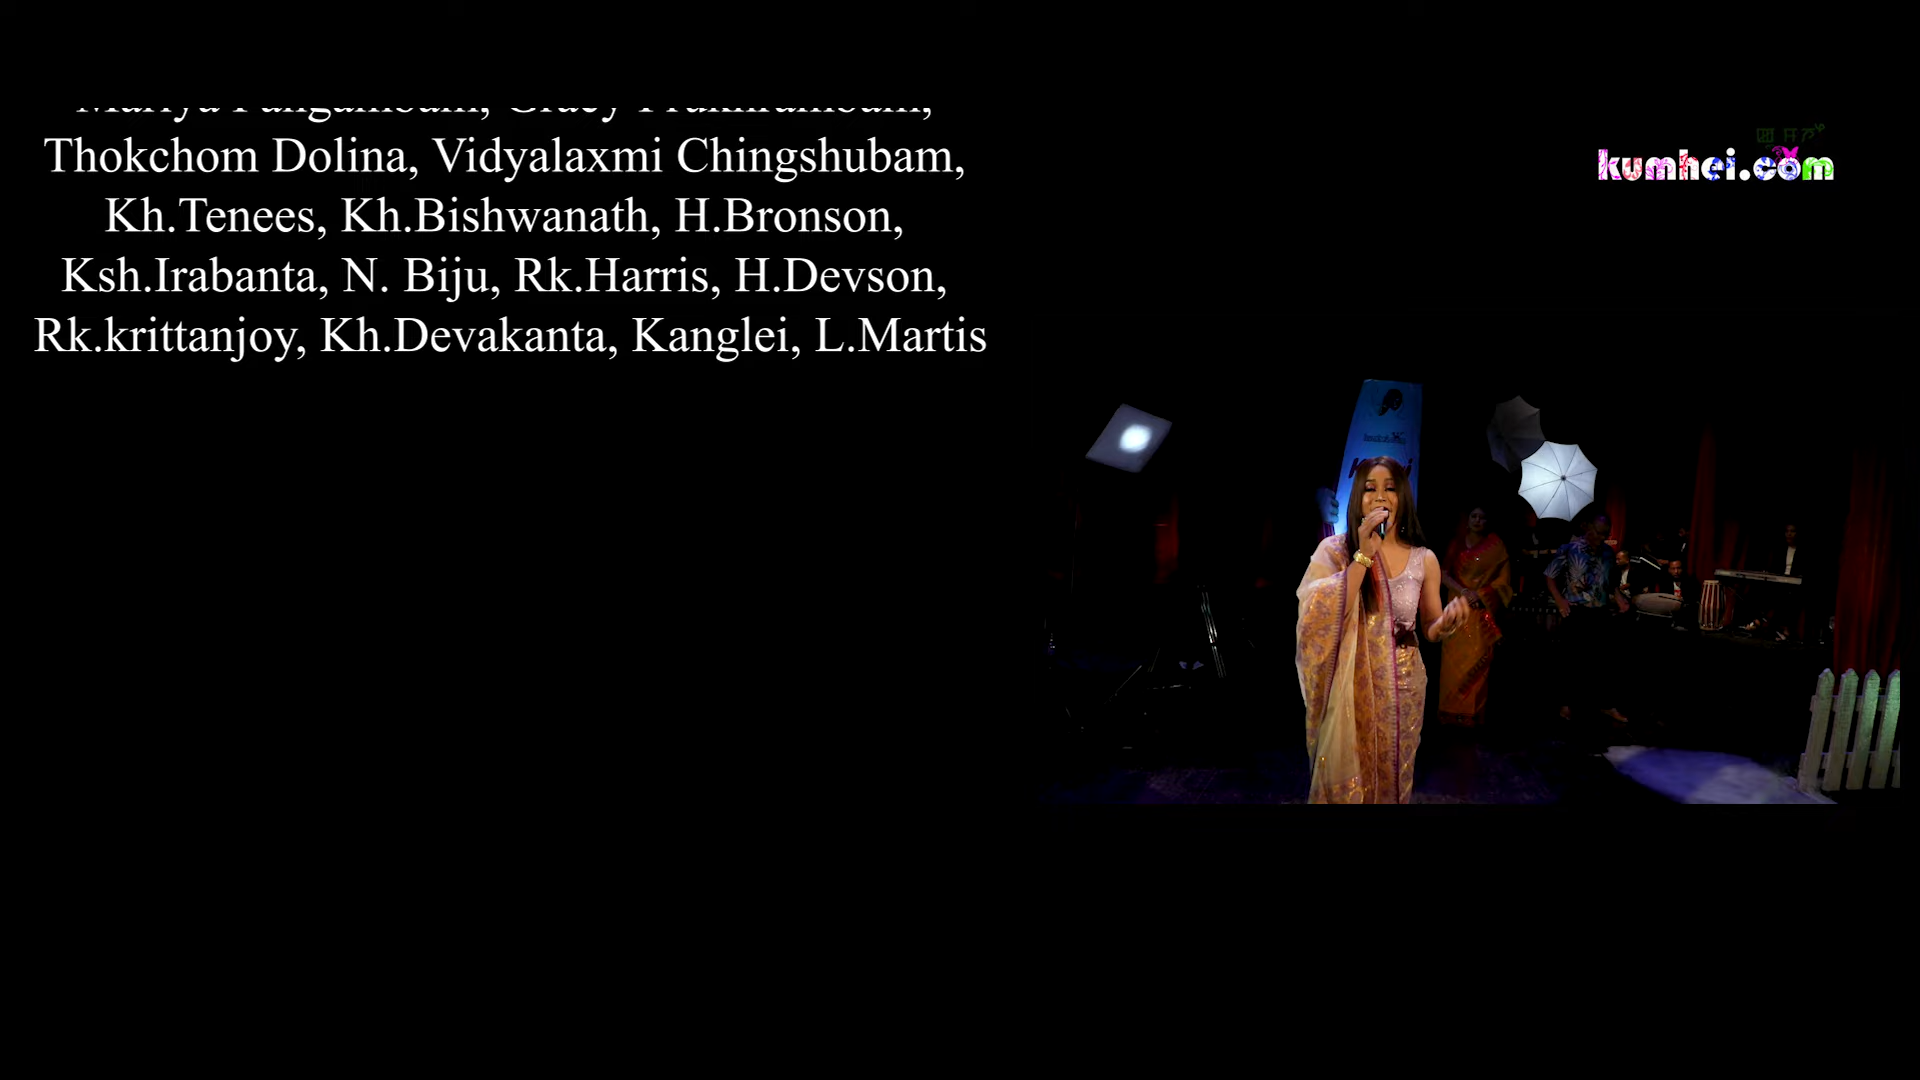 Thokchom Dolina, Vidyalaxmi Chingshubam,
Kh.Tenees, Kh.Bishwanath, H.Bronson,
Ksh.Irabanta, N. Biju, Rk.Harris, H.Devson,
Rk.krittanjoy, Kh.Devakanta, Kanglei, L.Martis
kumhei.com